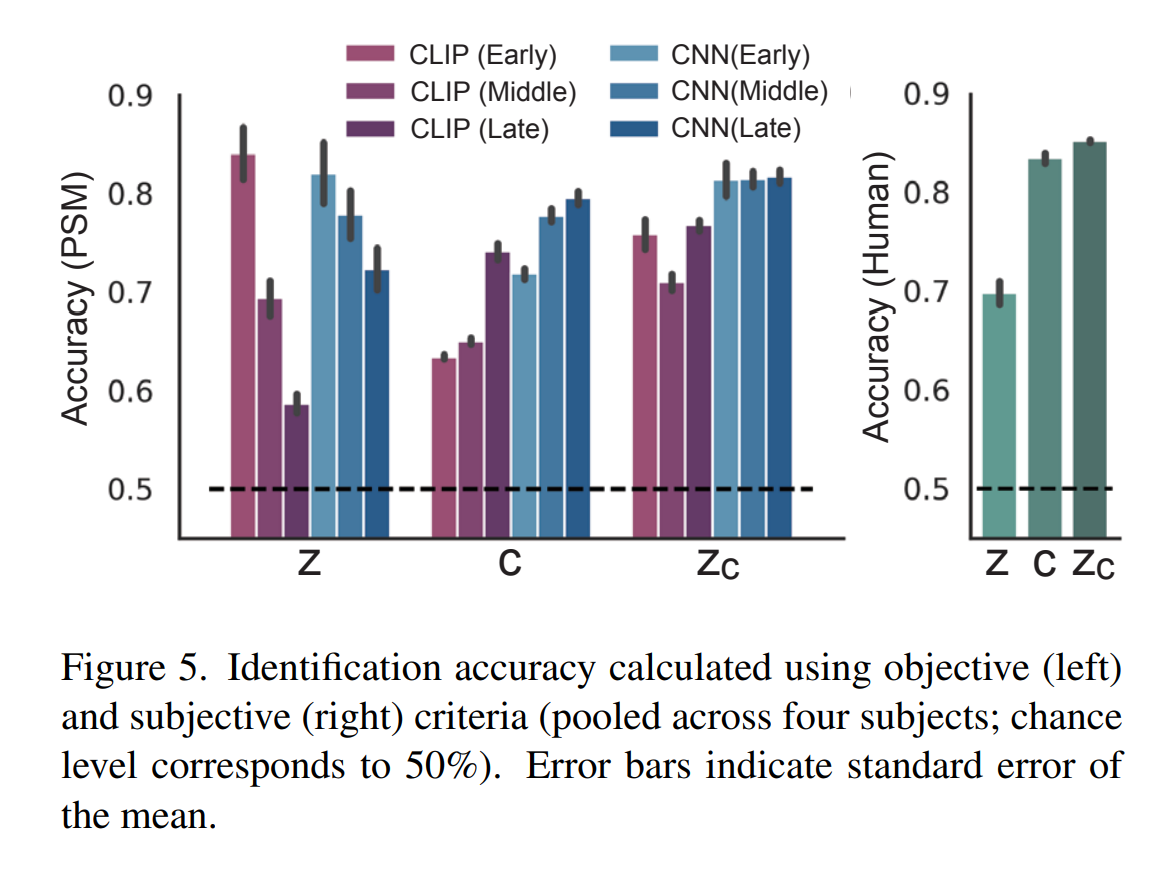 CLIP (Early)
CLIP (Middle)
CLIP (Late)
CNN(Early)
CNN(Middle)
CNN(Late)
Accuracy (PSM)
0.9
0.8
0.7
0.6
0.5
z
c
zc
Accuracy (Human)
0.9
0.8
0.7
0.6
0.5
z
c
zc
Figure 5. Identification accuracy calculated using objective (left)
and subjective (right) criteria (pooled across four subjects; chance
level corresponds to 50%). Error bars indicate standard error of
the mean.